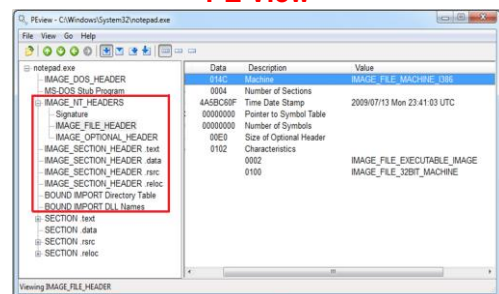 PEview - C:\Windows\System32\notepad.exe
File View Go Help
notepad.exe
IMAGE_DOS_HEADER
MS-DOS Stub Program
IMAGE_NT_HEADERS
Signature
IMAGE_FILE_HEADER
IMAGE_OPTIONAL_HEADER
IMAGE_SECTION_HEADER .text
IMAGE_SECTION_HEADER .data
IMAGE_SECTION_HEADER .rsrc
IMAGE_SECTION_HEADER .reloc
BOUND IMPORT Directory Table
BOUND IMPORT DLL Names
SECTION .text
SECTION .data
SECTION .rsrc
SECTION .reloc
Data Description Value
014C Machine IMAGE_FILE_MACHINE_I386
0004 Number of Sections
4A5BC60F Time Date Stamp 2009/07/13 Mon 23:41:03 UTC
00000000 Pointer to Symbol Table
00000000 Number of Symbols
00E0 Size of Optional Header
0102 Characteristics
0002 IMAGE_FILE_EXECUTABLE_IMAGE
0100 IMAGE_FILE_32BIT_MACHINE
Viewing IMAGE_FILE_HEADER